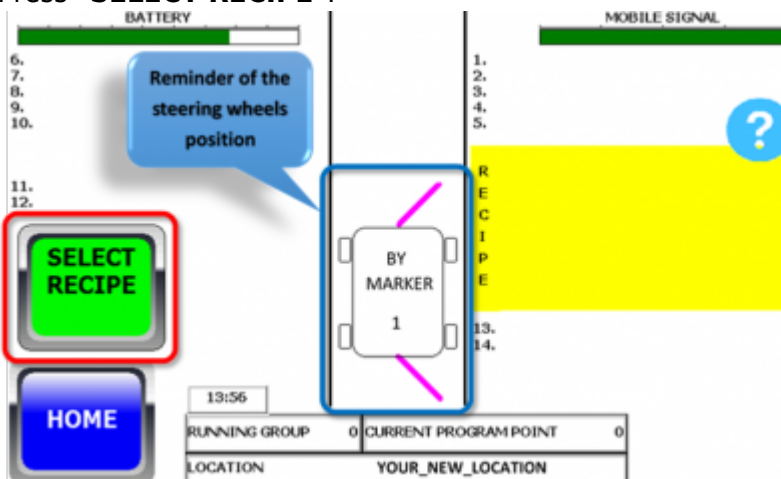 Press "SELECT RECIPE".
BATTERY
MOBILE SIGNAL
6.
7.
8.
9.
10.
11.
12.
Reminder of the
steering wheels
position
1.
2.
3.
4.
5.
?
R
E
C
I
P
E
13.
14.
SELECT
RECIPE
BY
MARKER
1
HOME
13:56
RUNNING GROUP 0 CURRENT PROGRAM POINT 0
LOCATION YOUR_NEW_LOCATION